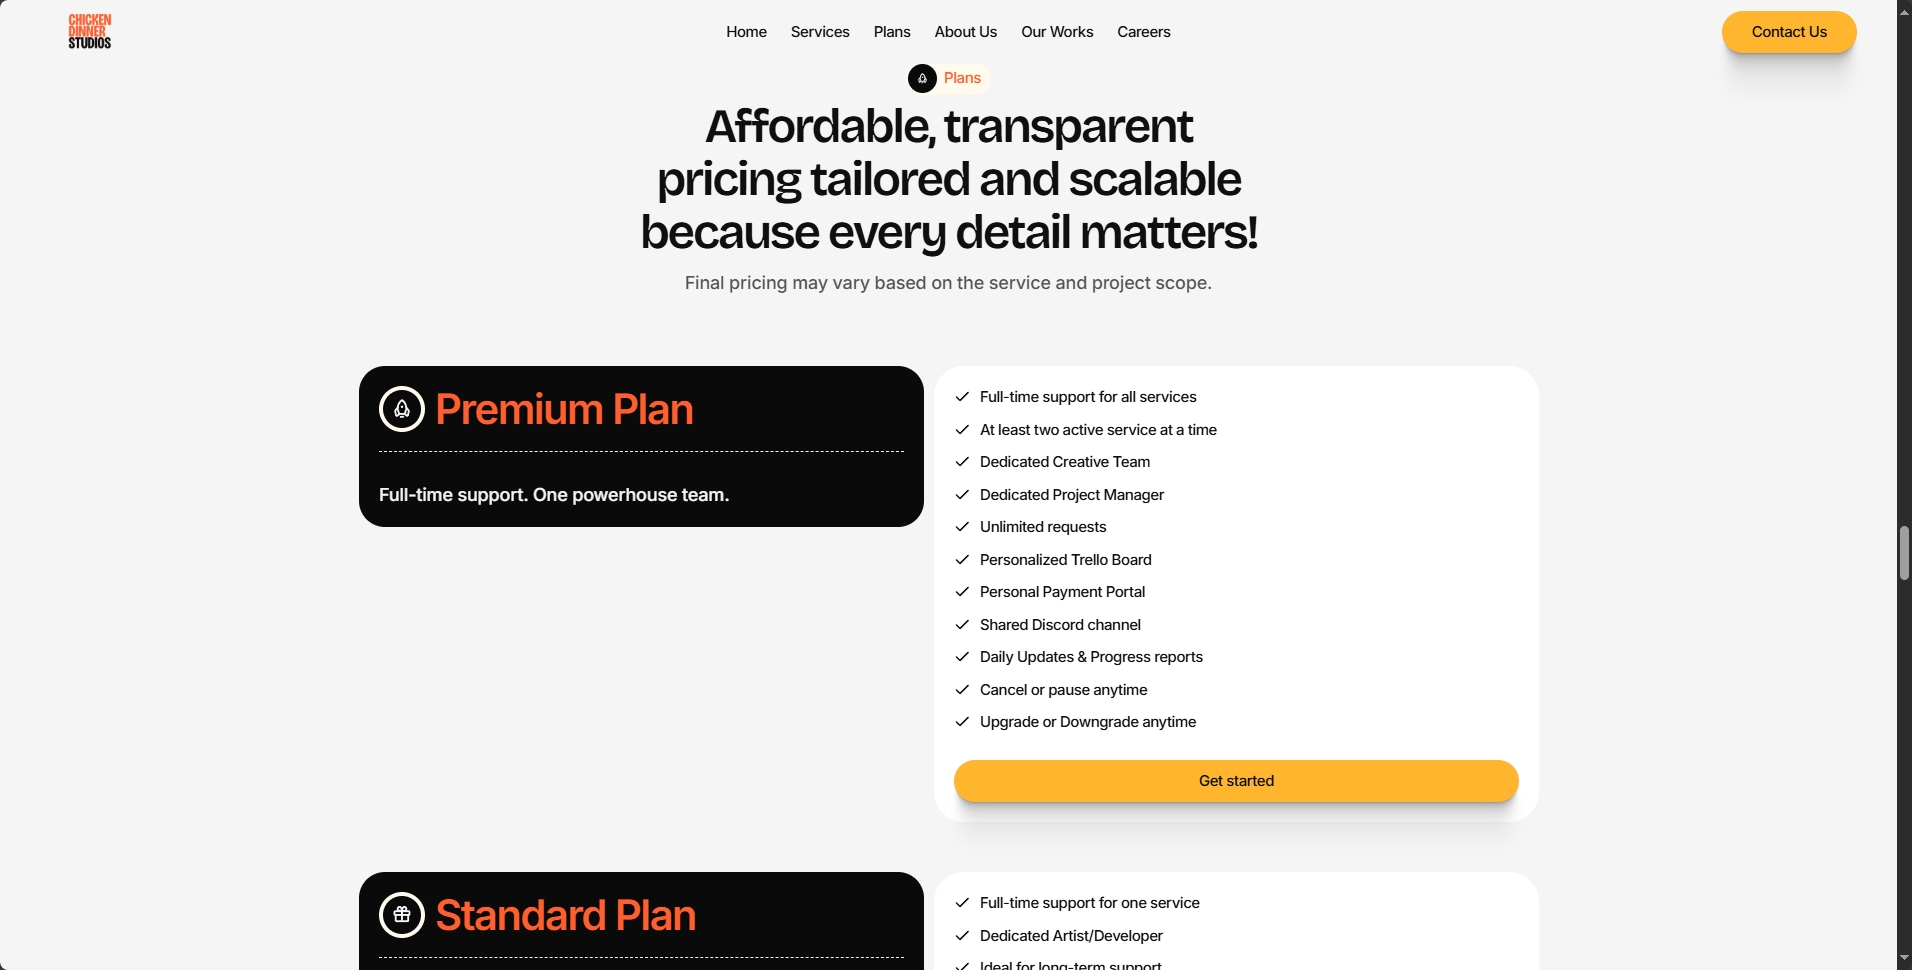 CHICKEN
DINNER
STUDIOS
Home
Services
Plans
About Us
Our Works
Careers
Contact Us
Plans
Affordable, transparent
pricing tailored and scalable
because every detail matters!
Final pricing may vary based on the service and project scope.
Premium Plan
Full-time support. One powerhouse team.
Full-time support for all services
At least two active service at a time
Dedicated Creative Team
Dedicated Project Manager
Unlimited requests
Personalized Trello Board
Personal Payment Portal
Shared Discord channel
Daily Updates & Progress reports
Cancel or pause anytime
Upgrade or Downgrade anytime
Get started
Standard Plan
Full-time support for one service
Dedicated Artist/Developer
Ideal for long-term support